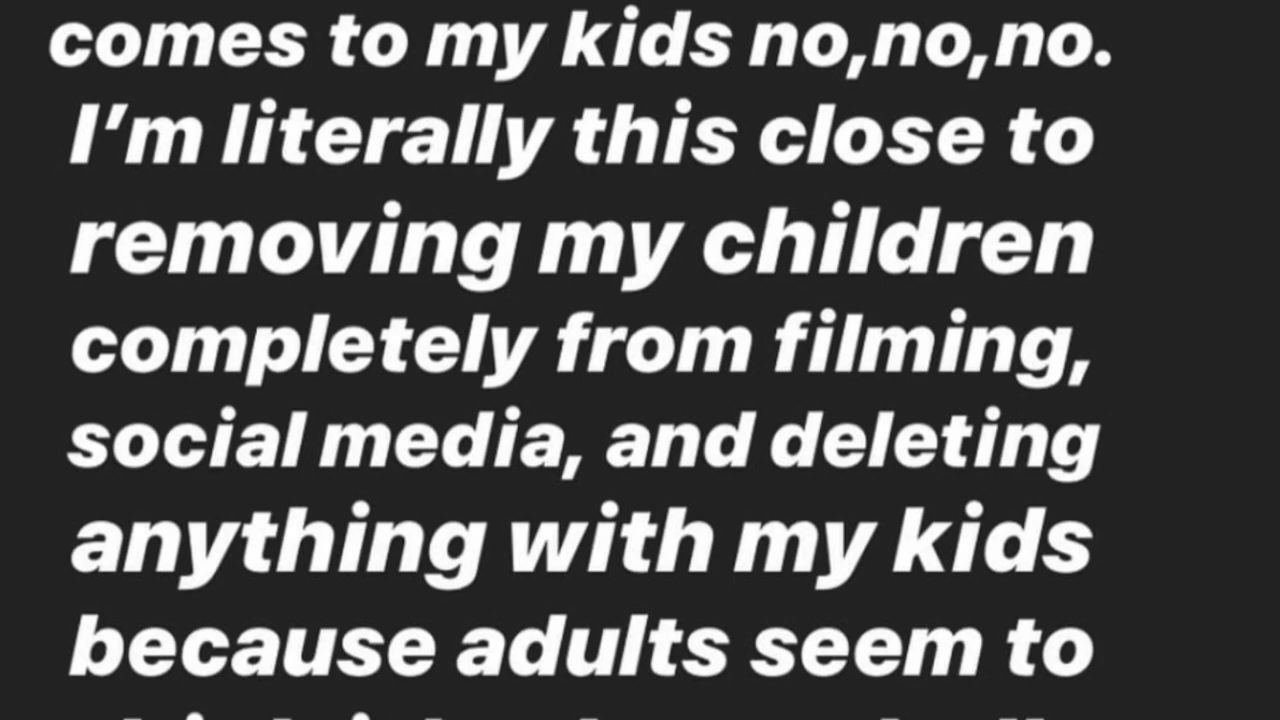 comes to my kids no,no,no.
I’m literally this close to
removing my children
completely from filming,
social media, and deleting
anything with my kids
because adults seem to